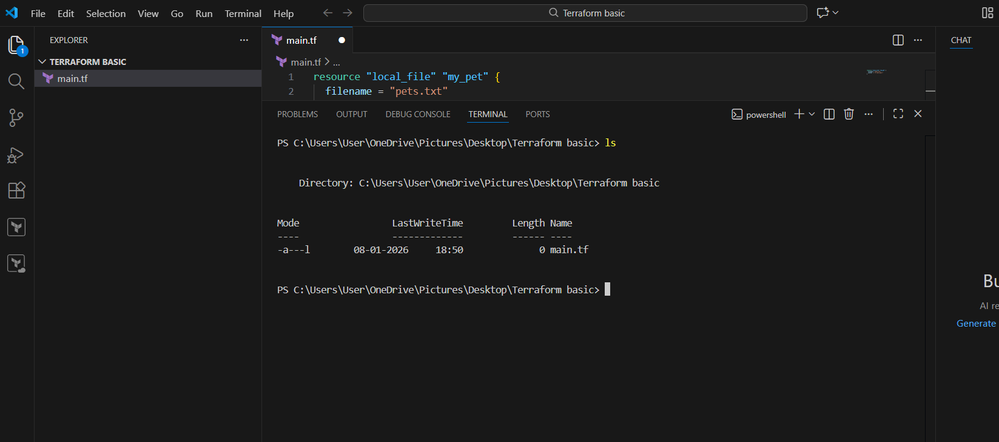 File Edit Selection View Go Run Terminal Help
Terraform basic
1
EXPLORER
TERRAFORM BASIC
main.tf
main.tf
main.tf > ...
1 resource "local_file" "my_pet" {
2 filename = "pets.txt"
PROBLEMS OUTPUT DEBUG CONSOLE TERMINAL PORTS
powershell
PS C:\Users\User\OneDrive\Pictures\Desktop\Terraform basic> ls
Directory: C:\Users\User\OneDrive\Pictures\Desktop\Terraform basic
Mode LastWriteTime Length Name
---- ------------- ------ ----
-a---l 08-01-2026 18:50 0 main.tf
PS C:\Users\User\OneDrive\Pictures\Desktop\Terraform basic>
CHAT
Bu
AI re
Generate